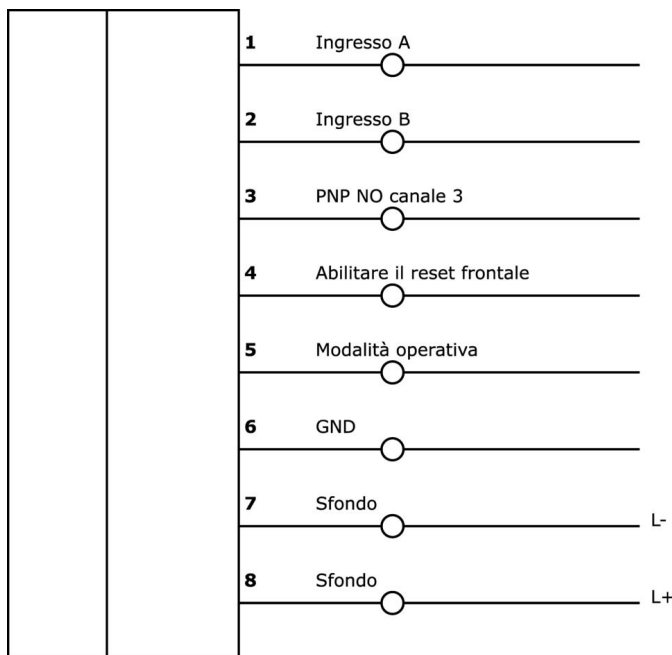 1 Ingresso A
2 Ingresso B
3 PNP NO canale 3
4 Abilitare il reset frontale
5 Modalità operativa
6 GND
7 Sfondo L-
8 Sfondo L+